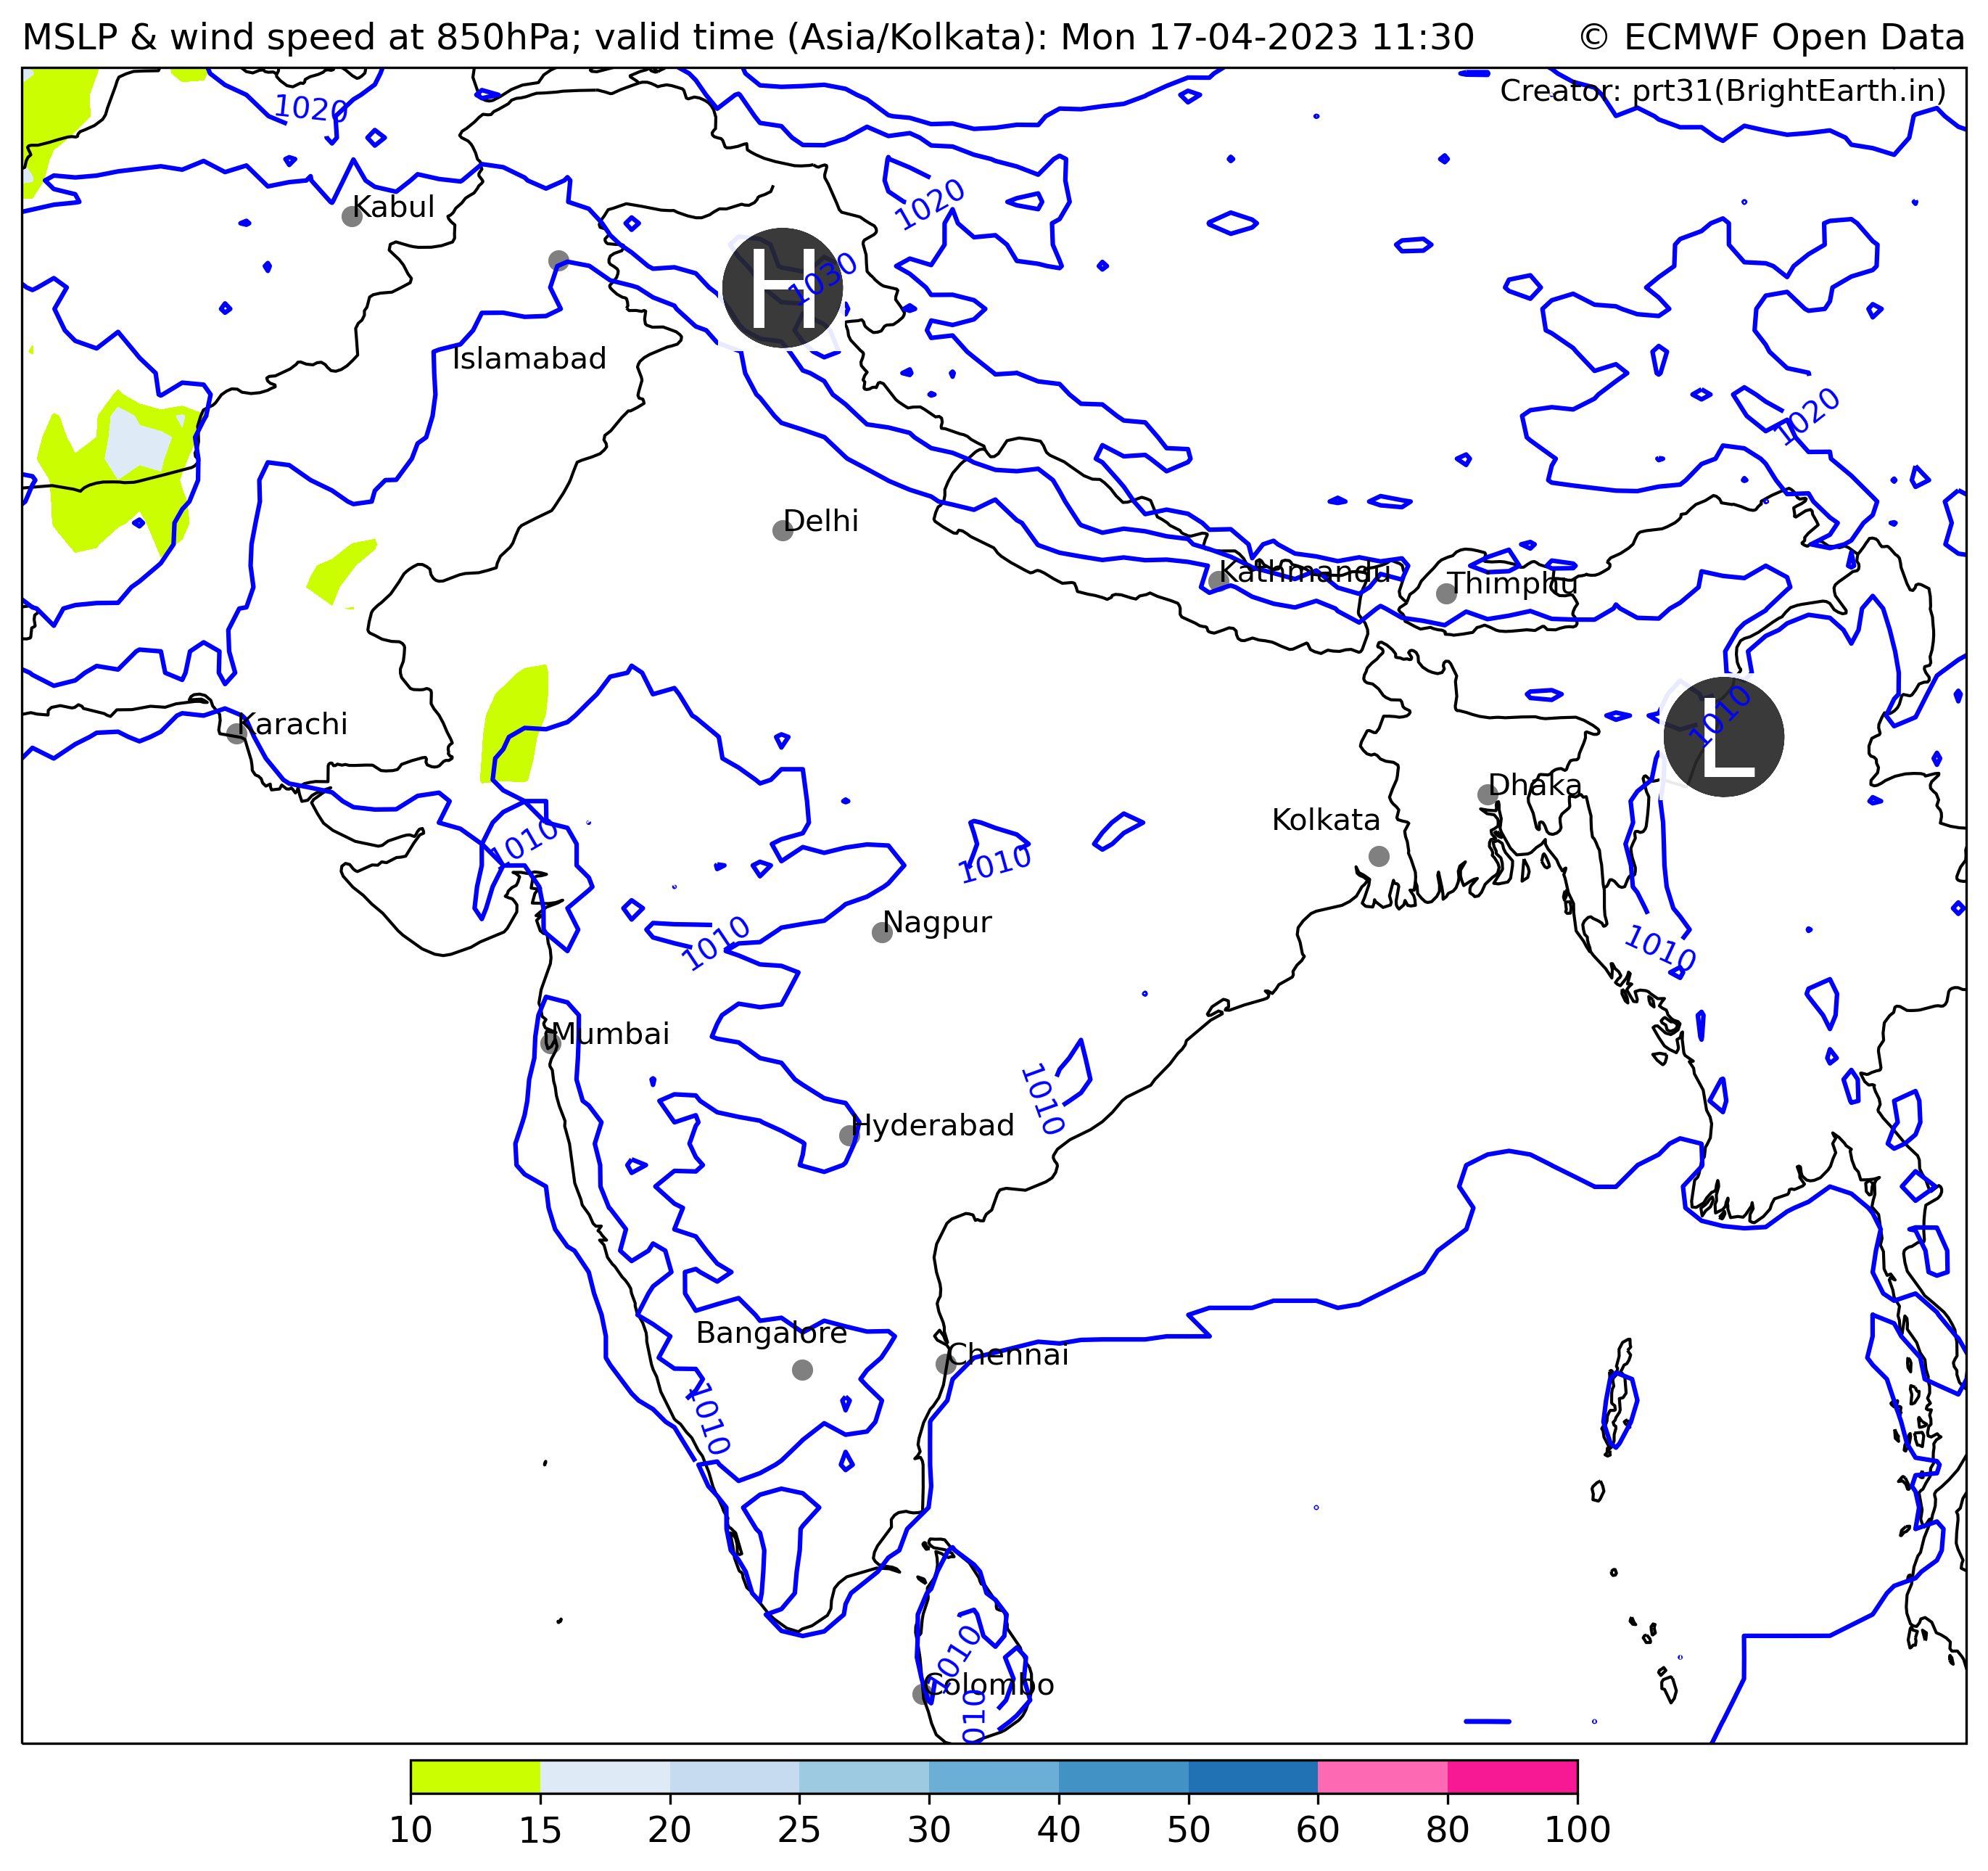 MSLP & wind speed at 850hPa; valid time (Asia/Kolkata): Mon 17-04-2023 11:30
© ECMWF Open Data
Creator: prt31(BrightEarth.in)
1020
Kabul
1020
H
1030
Islamabad
1020
Delhi
Kathmandu
Thimphu
Karachi
L
1010
Dhaka
Kolkata
1010
1010
Nagpur
1010
1010
Mumbai
1010
Hyderabad
Bangalore
Chennai
1010
1010
Colombo
010
10 15 20 25 30 40 50 60 80 100